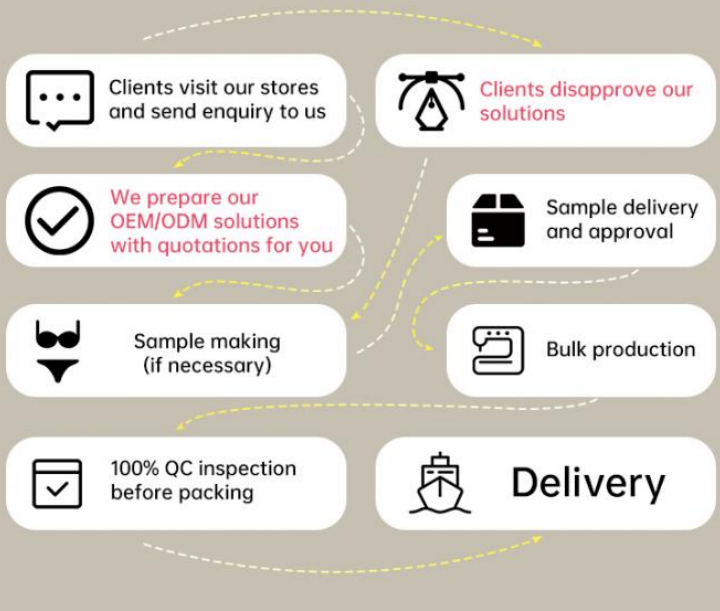 Clients visit our stores
and send enquiry to us
Clients disapprove our
solutions
We prepare our
OEM/ODM solutions
with quotations for you
Sample delivery
and approval
Sample making
(if necessary)
Bulk production
100% QC inspection
before packing
Delivery